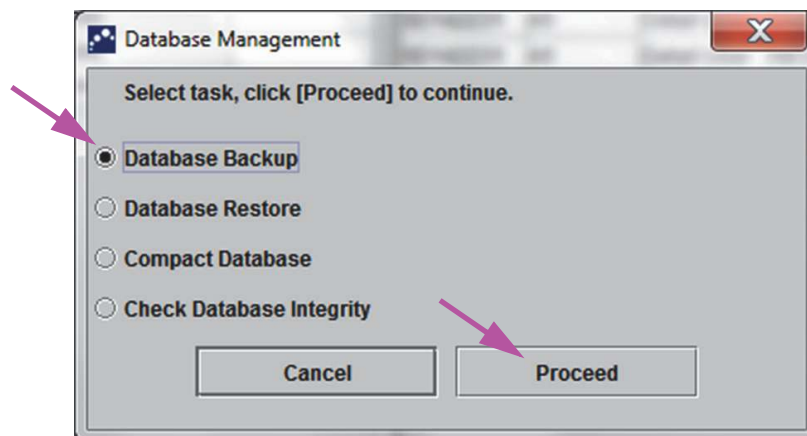 Database Management
Select task, click [Proceed] to continue.
Database Backup
Database Restore
Compact Database
Check Database Integrity
Cancel Proceed